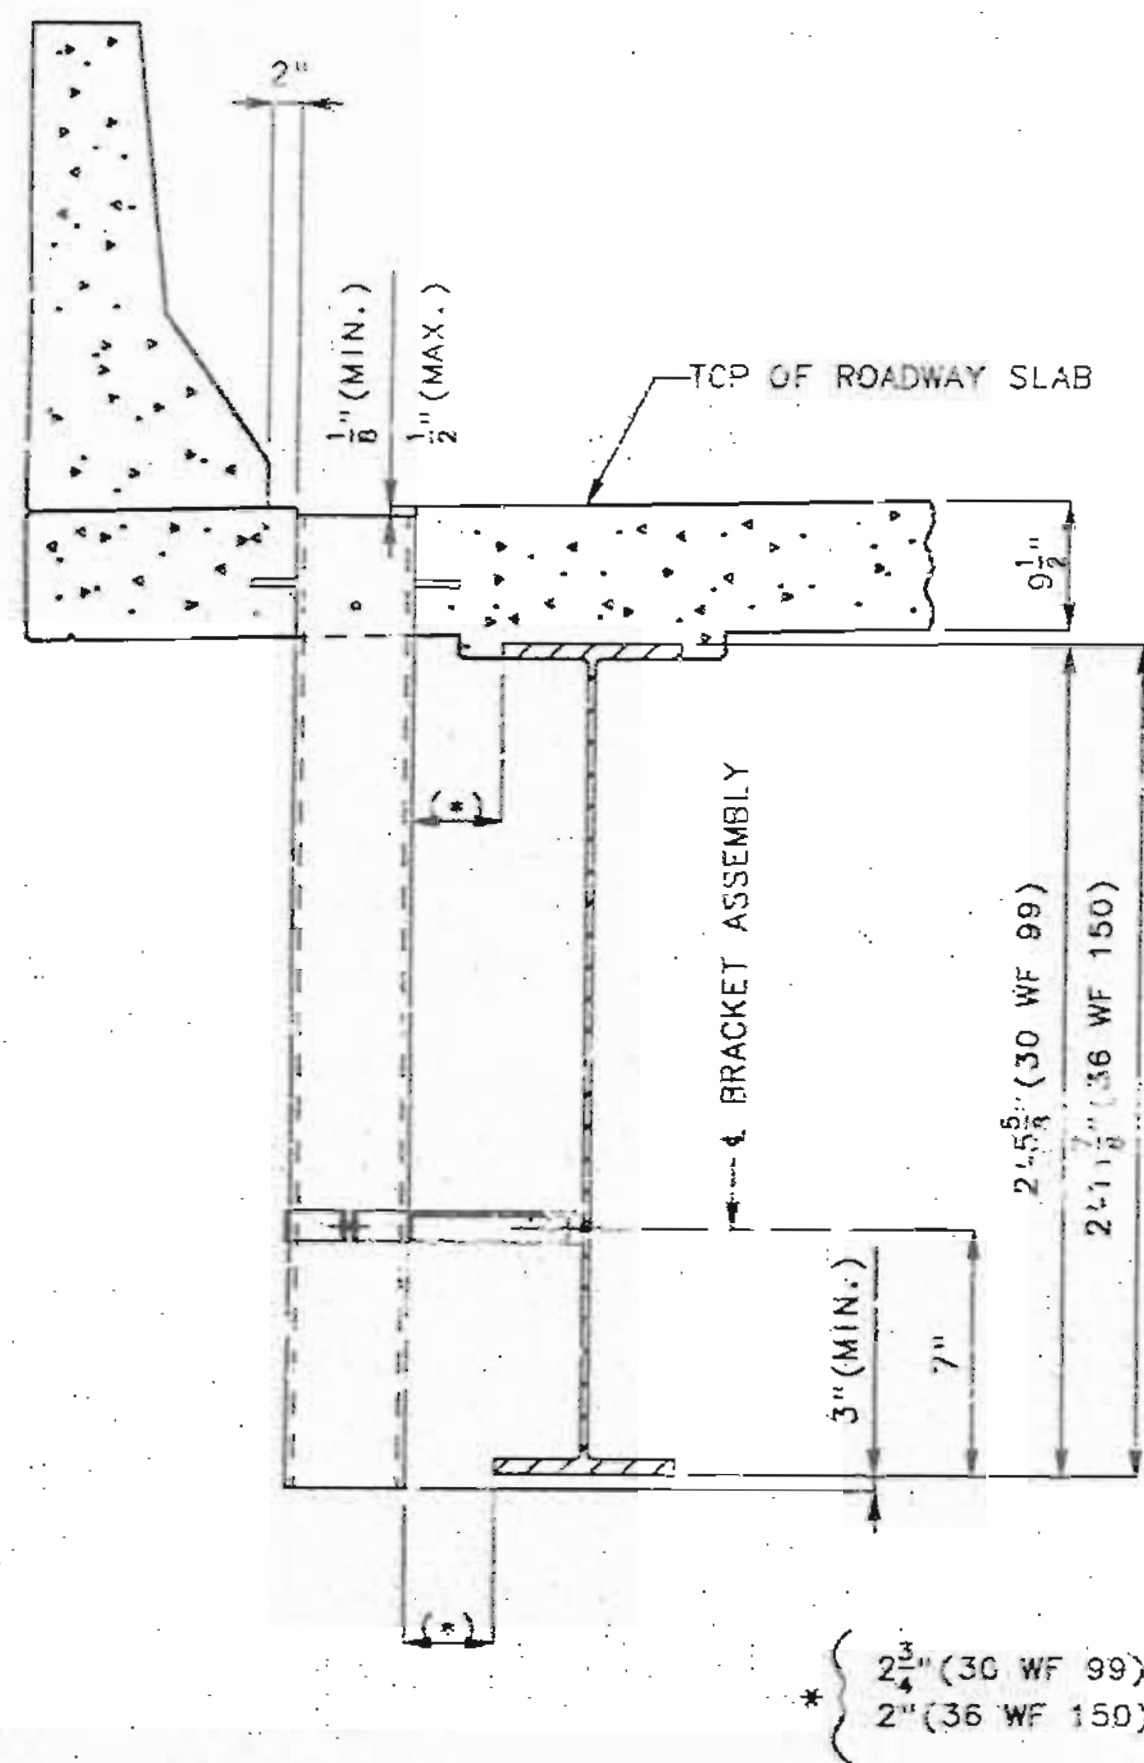 2"
1/8" (MIN.)
1/2" (MAX.)
TOP OF ROADWAY SLAB
9 1/2"
(*)
℄ BRACKET ASSEMBLY
2'-5 5/8" (30 WF 99)
2'-11 7/8" (36 WF 150)
3" (MIN.)
7"
(*)
* { 2 3/4" (30 WF 99)
2" (36 WF 150)